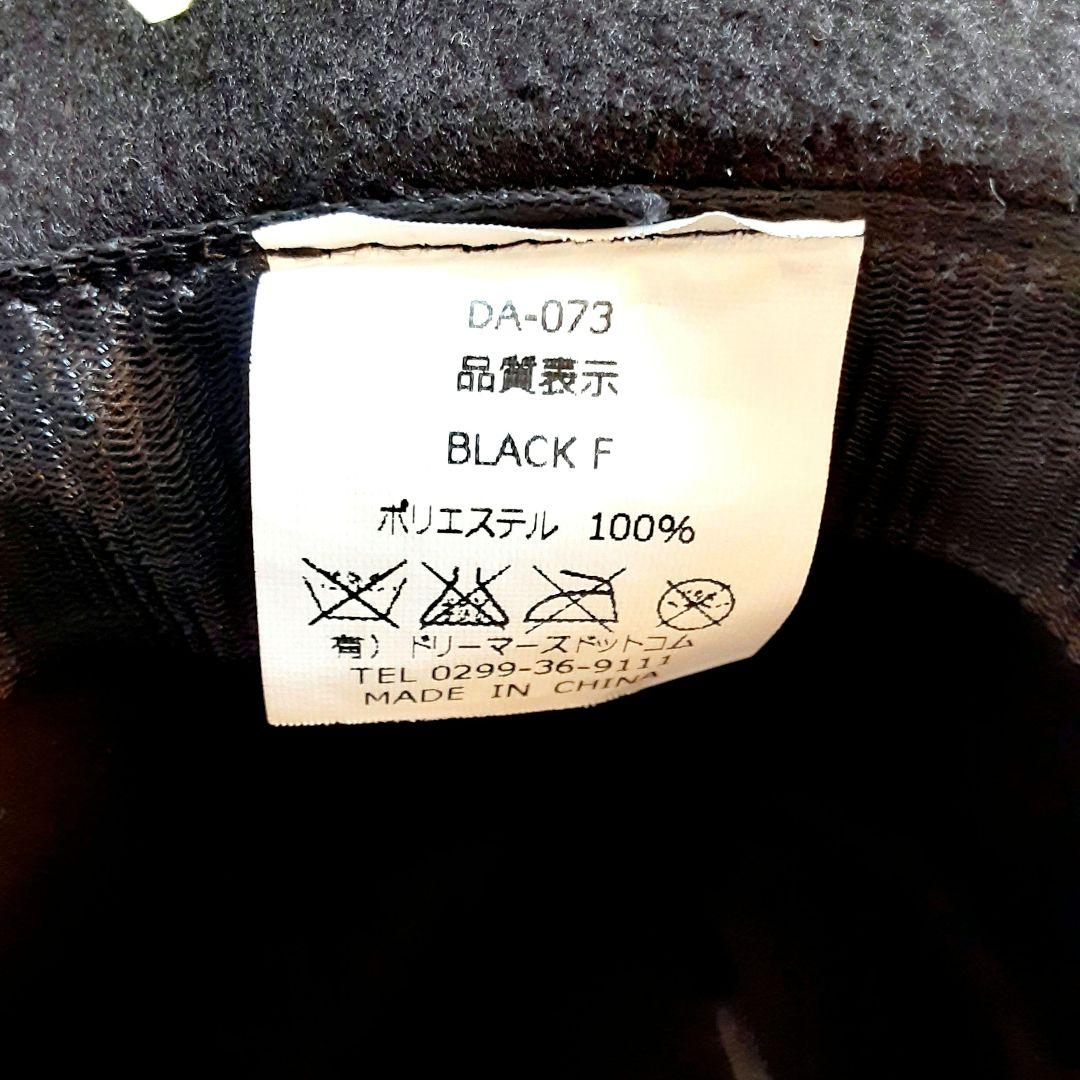 DA-073
品質表示
BLACK F
ポリエステル 100%
有）ドリーマーズドットコム
TEL 0299-36-9111
MADE IN CHINA